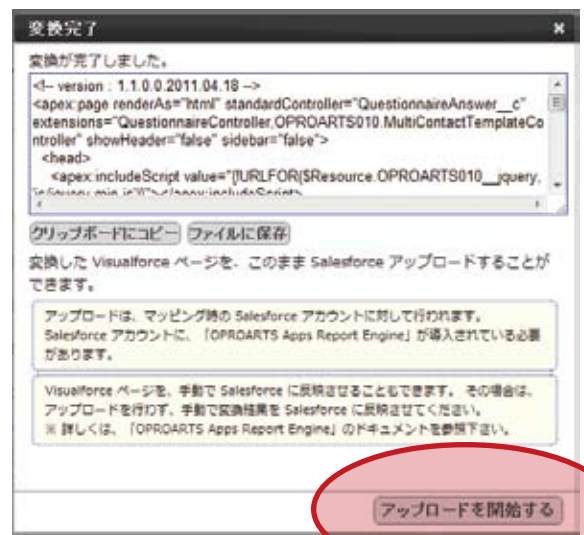 変換完了
変換が完了しました。
<!-- version : 1.1.0.0.2011.04.18 -->
<apex:page renderAs="html" standardController="QuestionnaireAnswer__c"
extensions="QuestionnaireController,OPROARTS010.MultiContactTemplateCo
ntroller" showHeader="false" sidebar="false">
<head>
<apex:includeScript value="{!URLFOR($Resource.OPROARTS010__jquery,
クリップボードにコピー ファイルに保存
変換した Visualforce ページを、このまま Salesforce アップロードすることが
できます。
アップロードは、マッピング時の Salesforce アカウントに対して行われます。
Salesforce アカウントに、「OPROARTS Apps Report Engine」が導入されている必要
があります。
Visualforce ページを、手動で Salesforce に反映させることもできます。 その場合は、
アップロードを行わず、手動で変換結果を Salesforce に反映させてください。
※ 詳しくは、「OPROARTS Apps Report Engine」のドキュメントを参照下さい。
アップロードを開始する